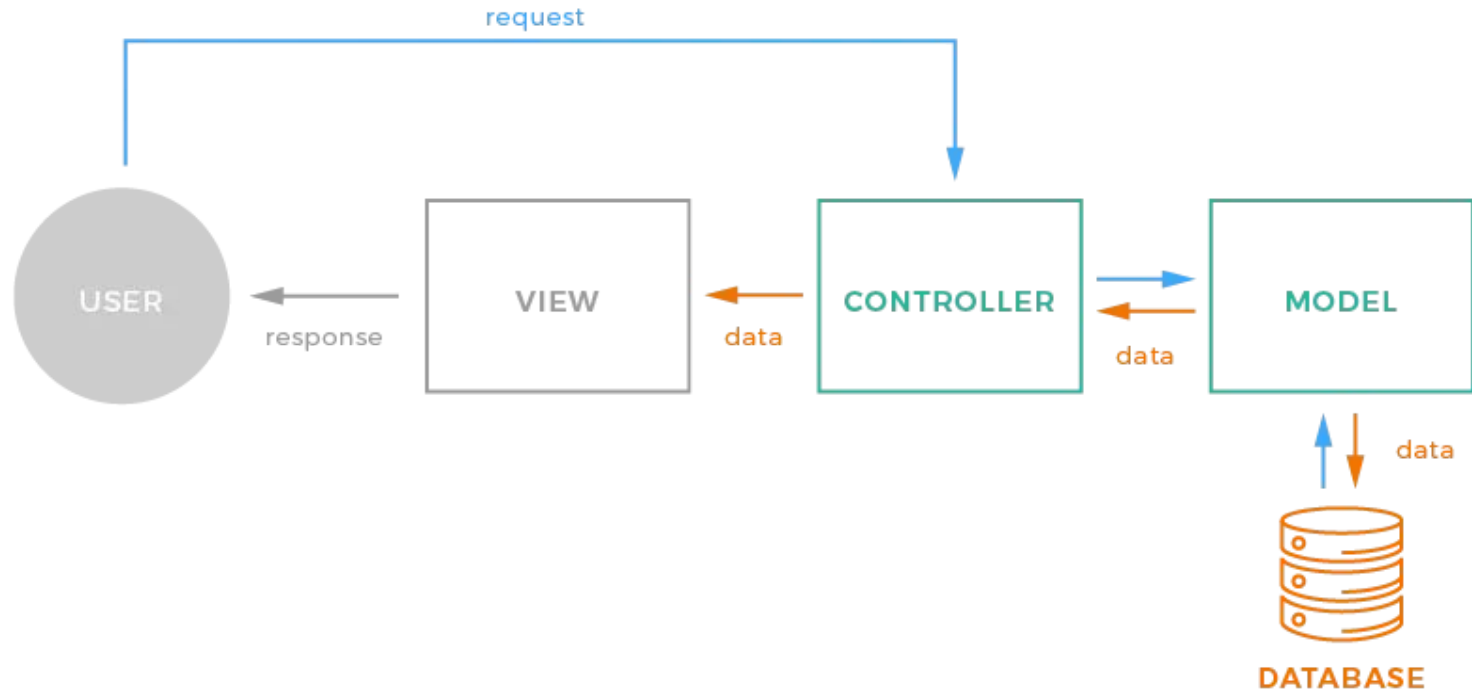 request
USER
VIEW
CONTROLLER
MODEL
response
data
data
data
DATABASE